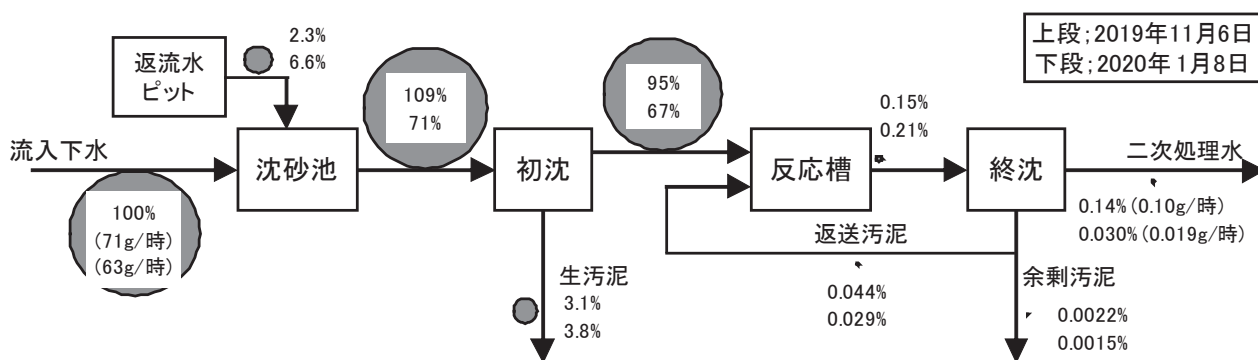 上段;2019年11月6日
下段;2020年1月8日
2.3%
6.6%
返流水
ピット
109%
71%
95%
67%
0.15%
0.21%
流入下水
沈砂池
初沈
反応槽
終沈
二次処理水
100%
(71g/時)
(63g/時)
0.14%(0.10g/時)
0.030%(0.019g/時)
返送汚泥
0.044%
0.029%
生汚泥
3.1%
3.8%
余剰汚泥
0.0022%
0.0015%